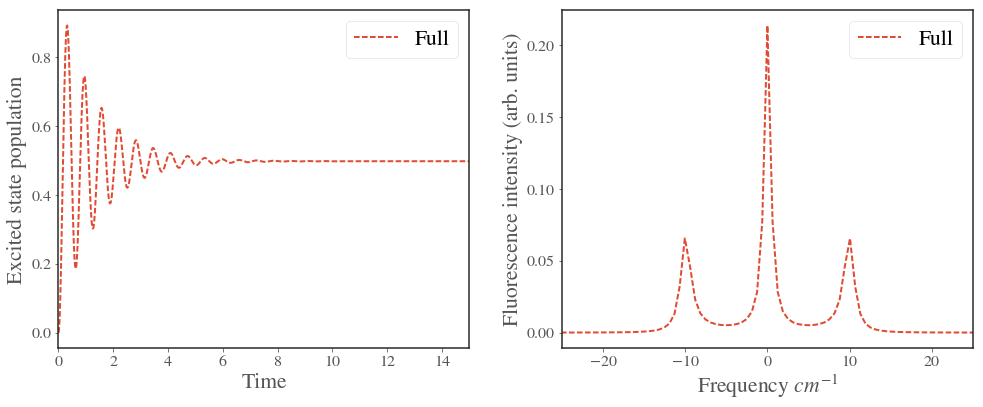 Full
Excited state population
0.8
0.6
0.4
0.2
0.0
0 2 4 6 8 10 12 14
Time
Full
Fluorescence intensity (arb. units)
0.20
0.15
0.10
0.05
0.00
−20 −10 0 10 20
Frequency cm⁻¹